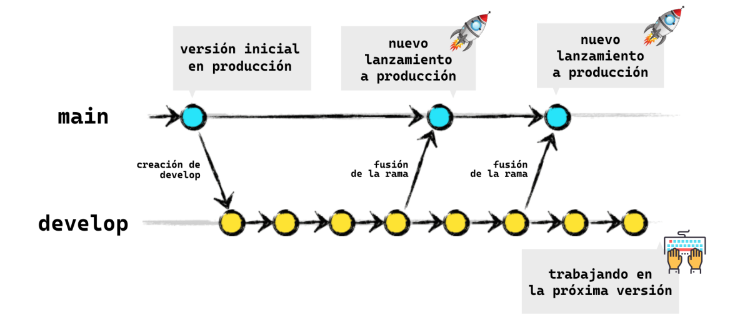 versión inicial
en producción
nuevo
lanzamiento
a producción
nuevo
lanzamiento
a producción
main
creación de
develop
fusión
de la rama
fusión
de la rama
develop
trabajando en
la próxima versión